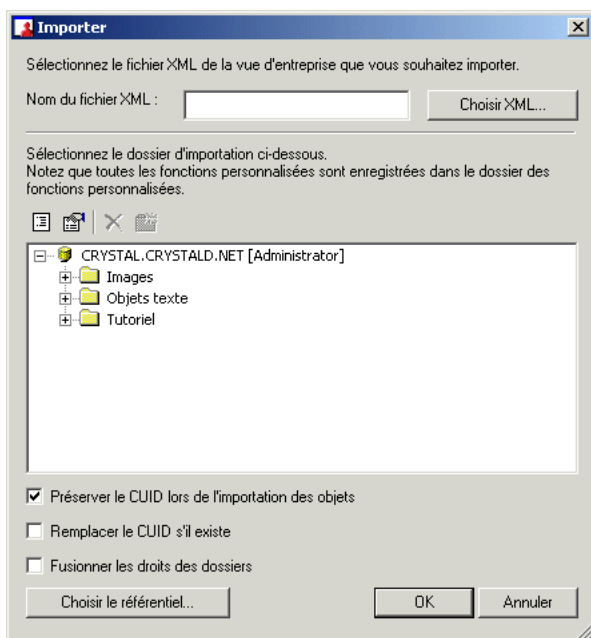 Importer
Sélectionnez le fichier XML de la vue d'entreprise que vous souhaitez importer.
Nom du fichier XML :
Choisir XML...
Sélectionnez le dossier d'importation ci-dessous.
Notez que toutes les fonctions personnalisées sont enregistrées dans le dossier des
fonctions personnalisées.
CRYSTAL.CRYSTALD.NET [Administrator]
Images
Objets texte
Tutoriel
Préserver le CUID lors de l'importation des objets
Remplacer le CUID s'il existe
Fusionner les droits des dossiers
Choisir le référentiel...
OK
Annuler